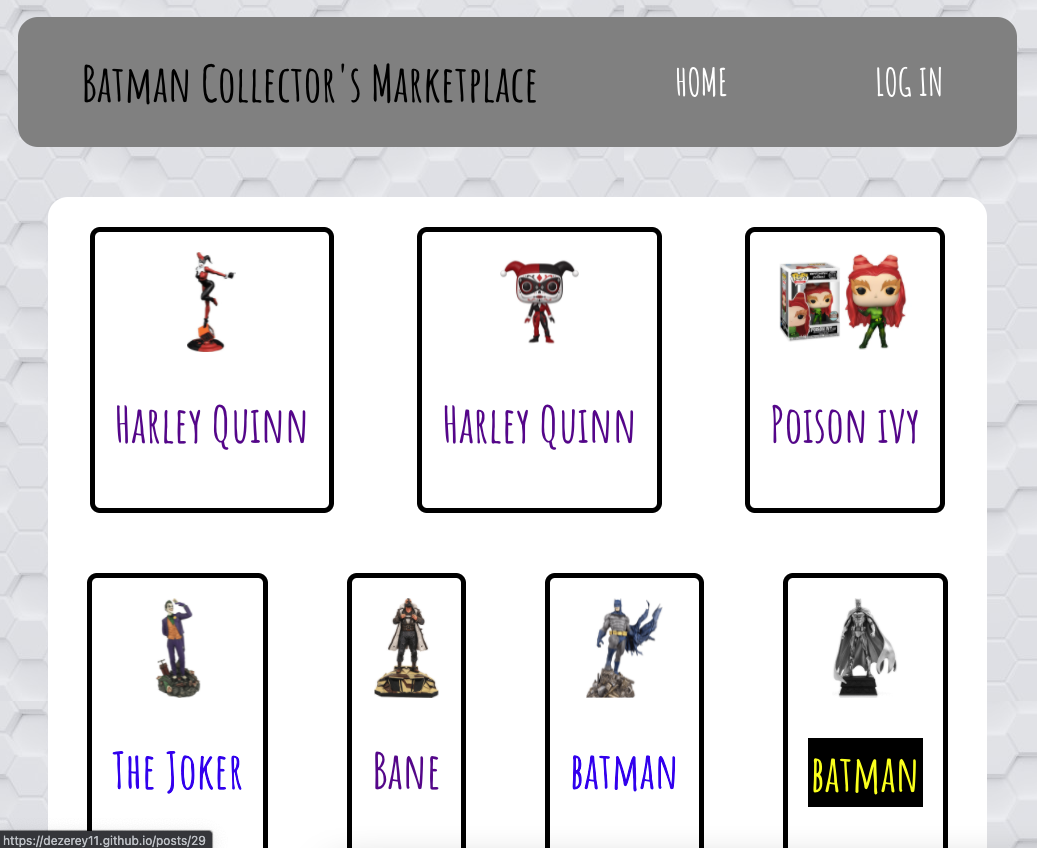 Batman Collector's Marketplace HOME LOG IN
Harley Quinn Harley Quinn Poison ivy
The Joker Bane batman batman
https://dezerey11.github.io/posts/29